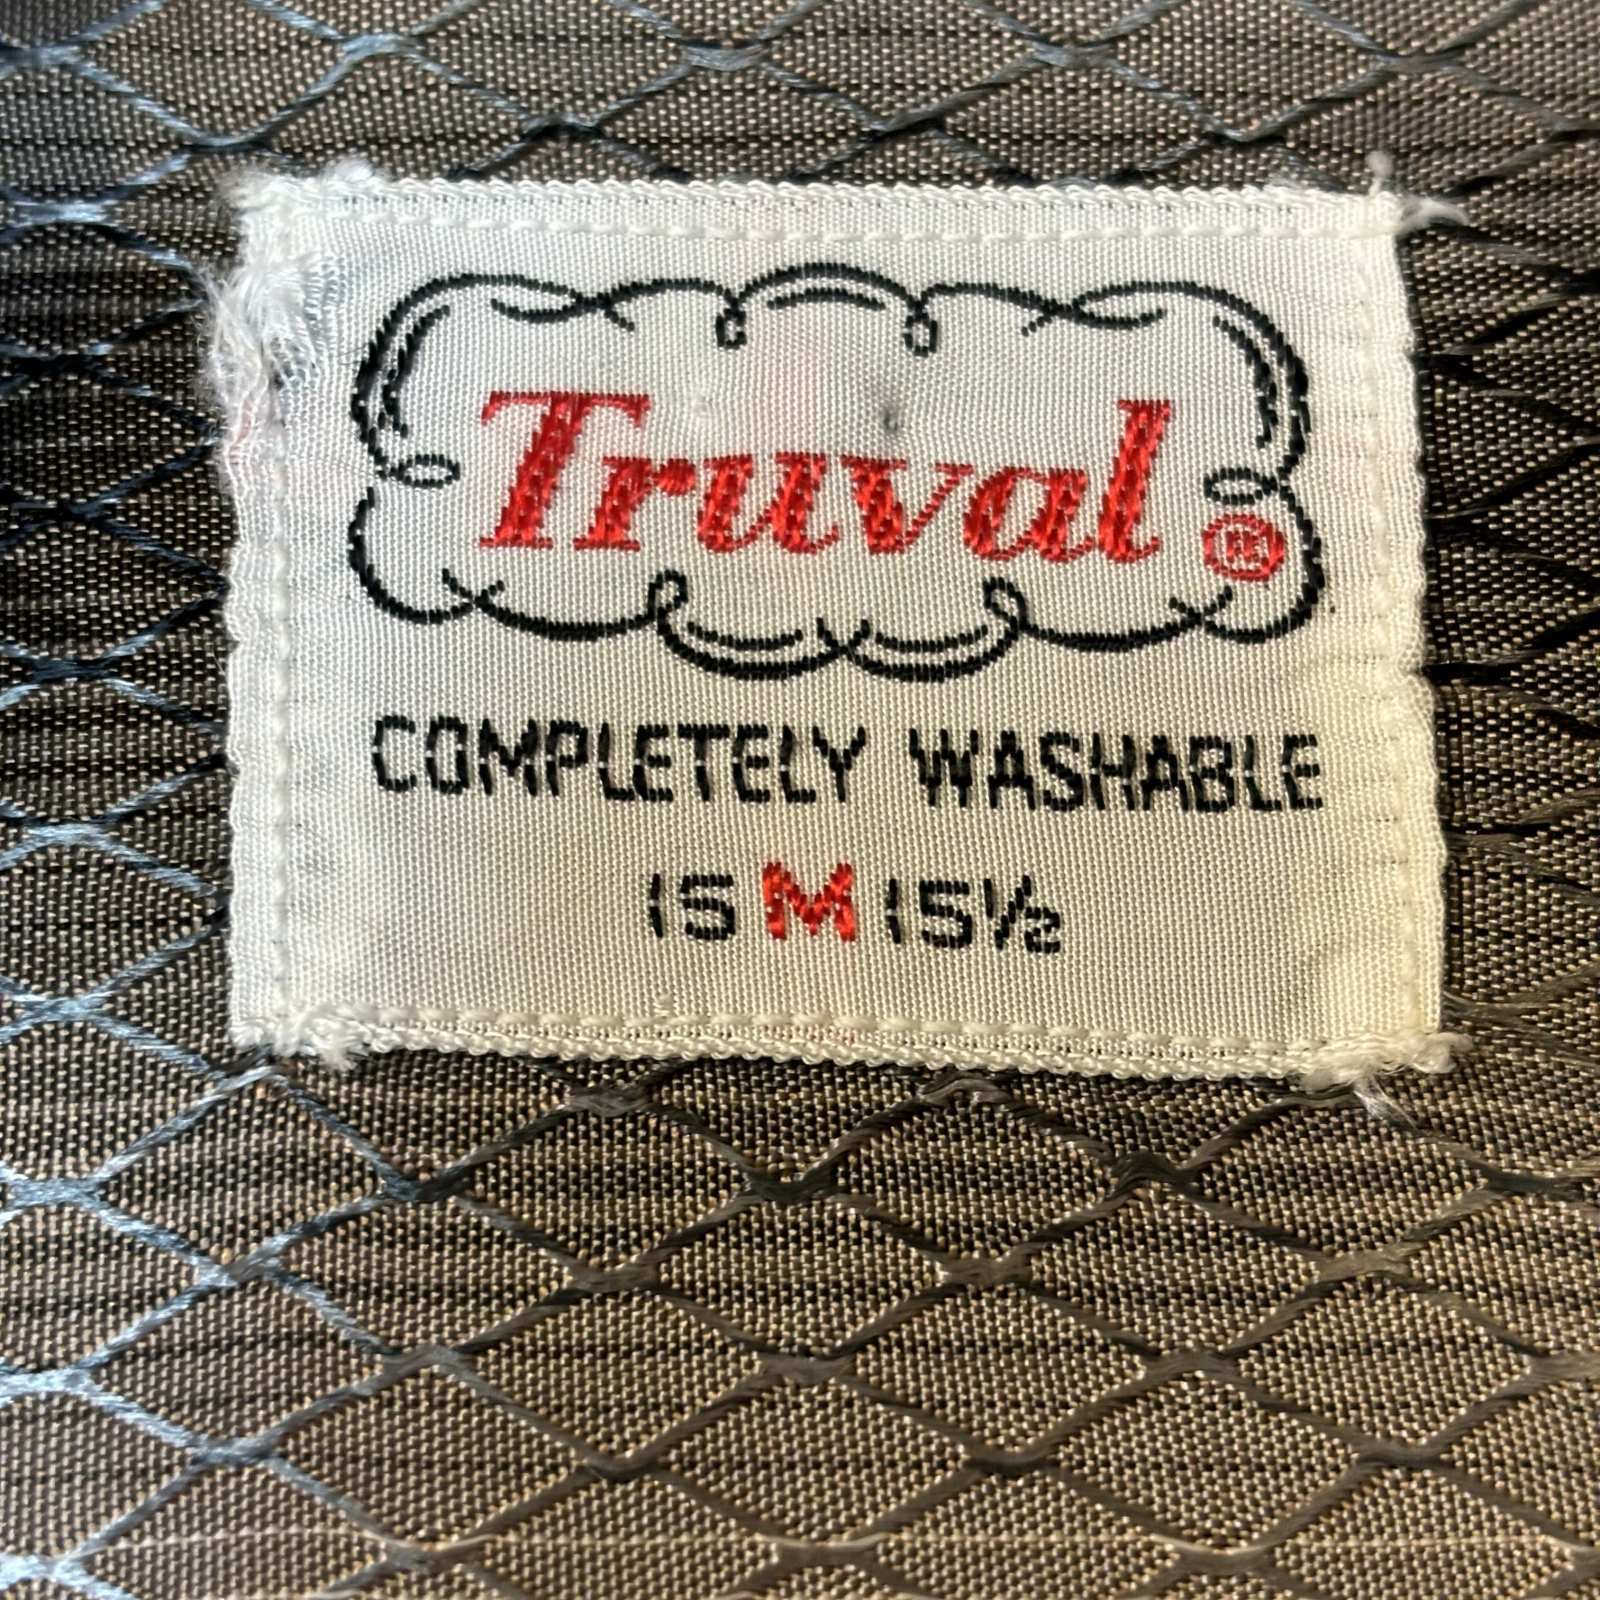 Truval ®
COMPLETELY WASHABLE
15 M 15½